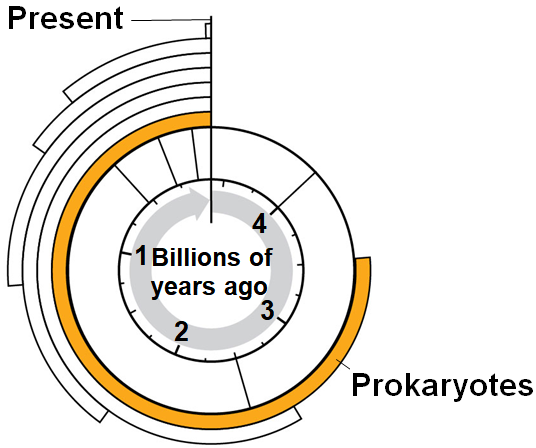 Present
4
1
Billions of
years ago
3
2
Prokaryotes